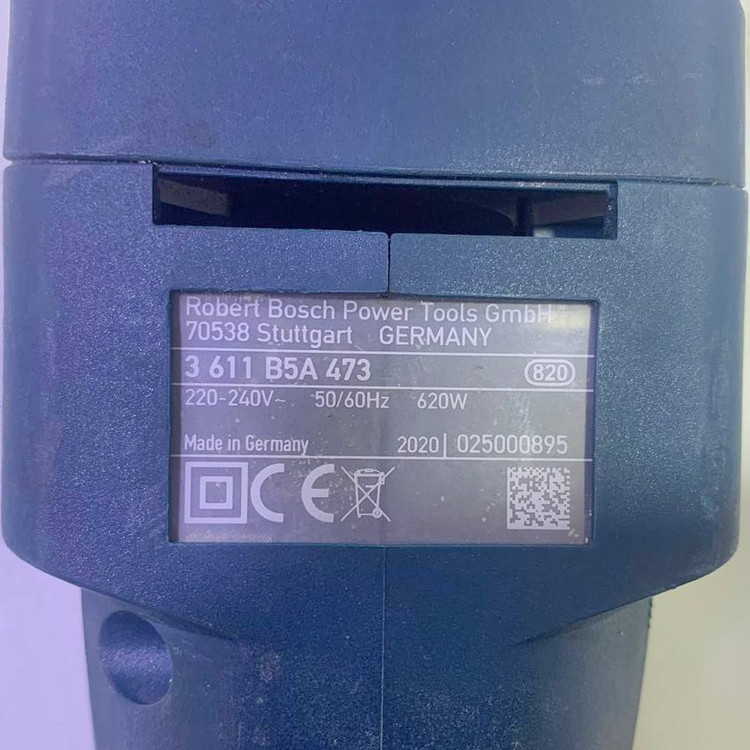 Robert Bosch Power Tools GmbH
70538 Stuttgart GERMANY
3 611 B5A 473 820
220-240V~ 50/60Hz 620W
Made in Germany 2020 | 025000895
CE